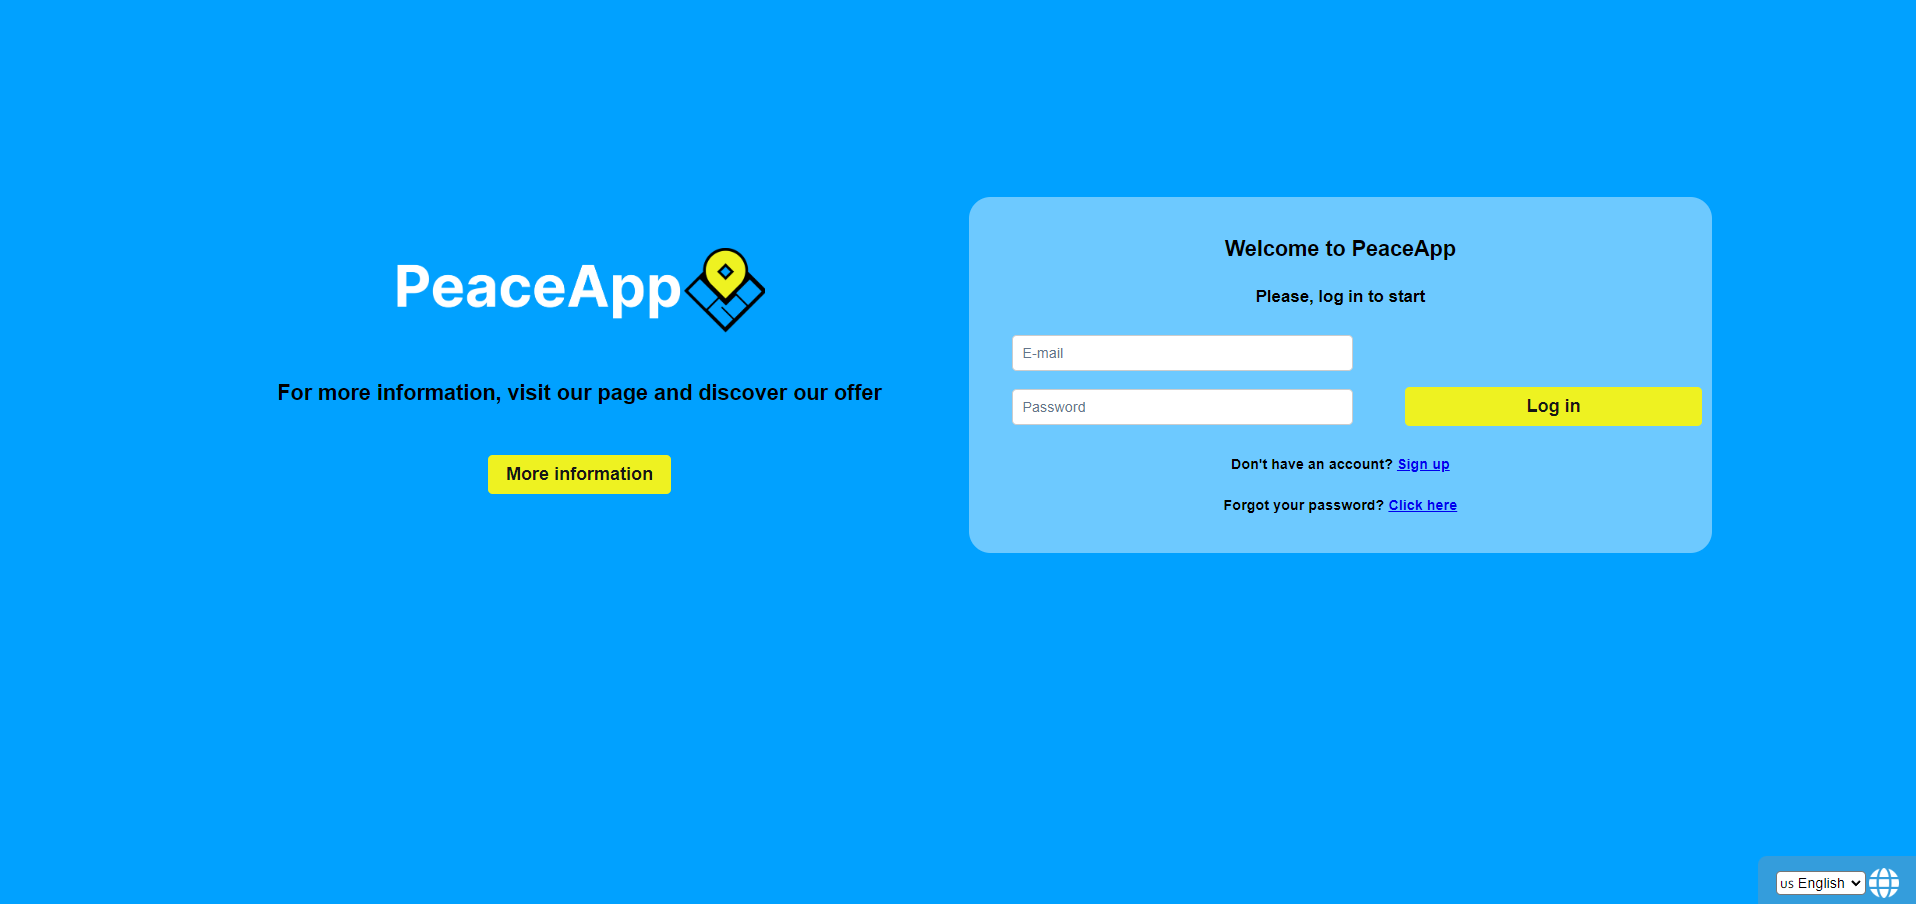 PeaceApp
For more information, visit our page and discover our offer
More information
Welcome to PeaceApp
Please, log in to start
E-mail
Password
Log in
Don't have an account? Sign up
Forgot your password? Click here
us English